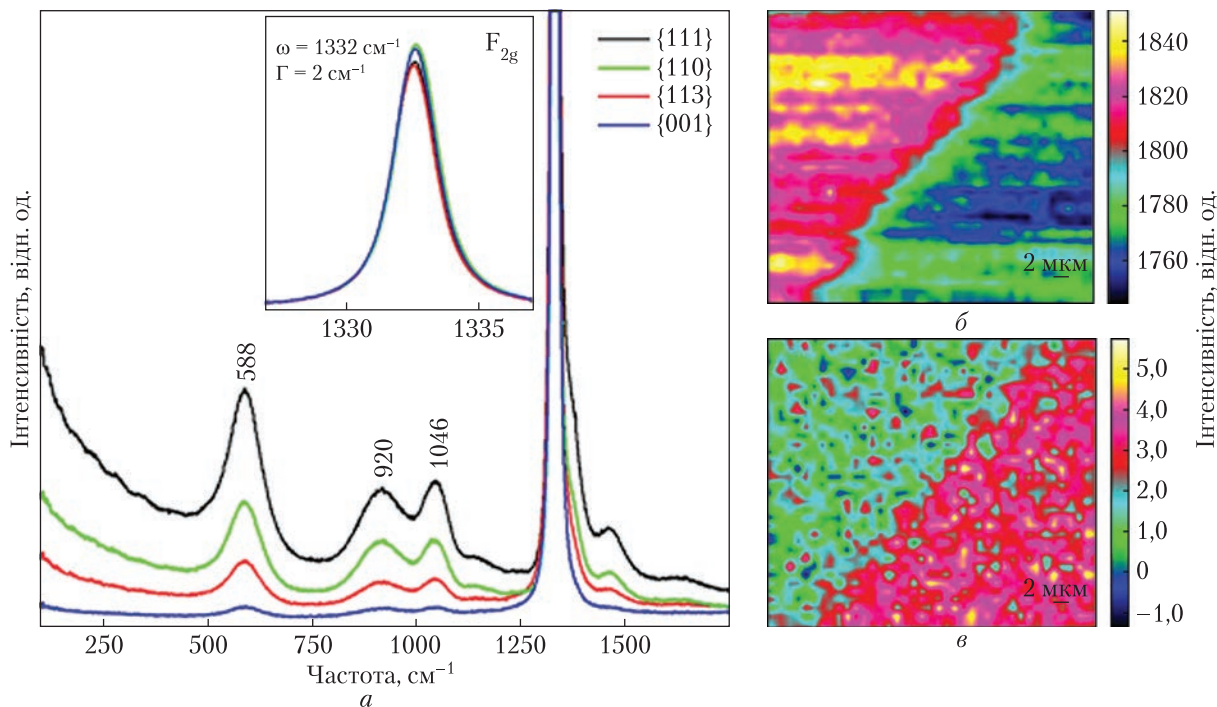 ω = 1332 см⁻¹
Γ = 2 см⁻¹
F₂g
1330
1335
{111}
{110}
{113}
{001}
588
920
1046
Інтенсивність, відн. од.
250
500
750
1000
1250
1500
Частота, см⁻¹
а
1840
1820
1800
1780
1760
2 мкм
б
5,0
4,0
3,0
2,0
1,0
0
−1,0
2 мкм
в
Інтенсивність, відн. од.